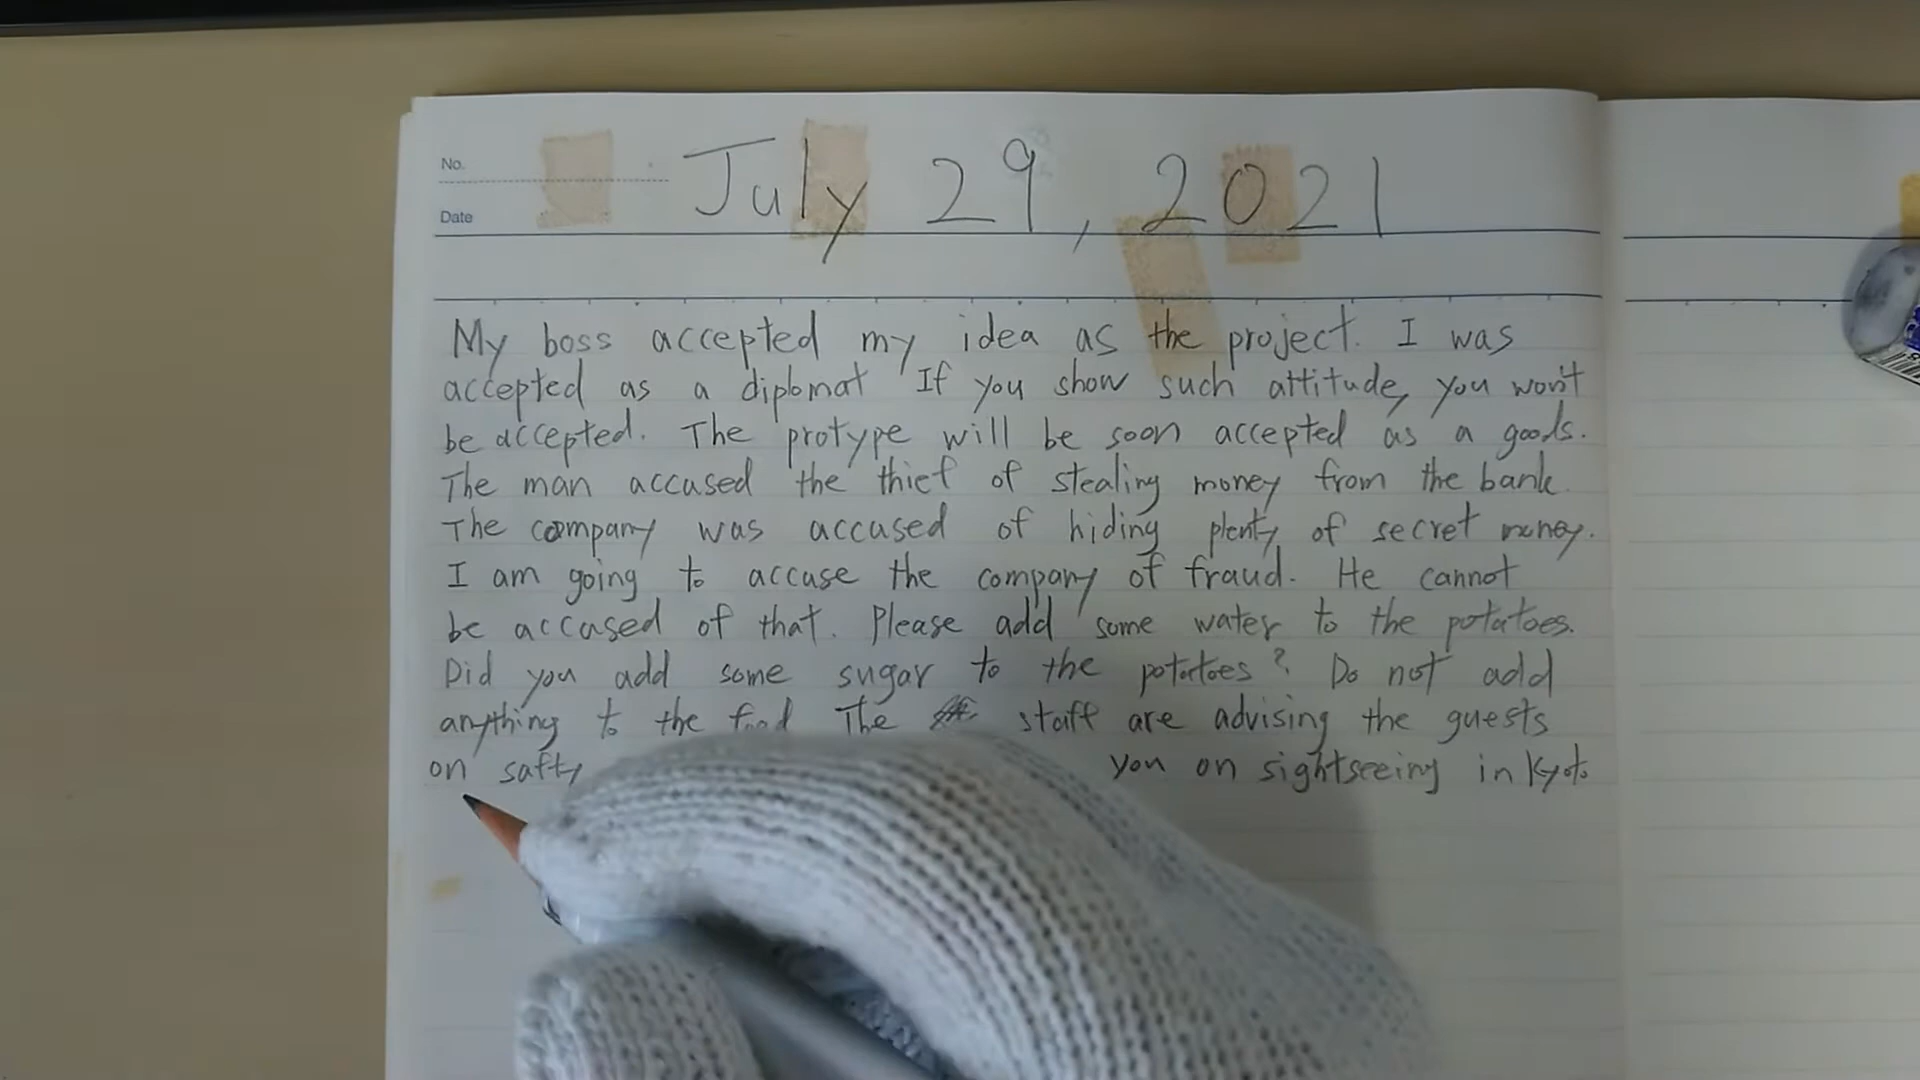 No.
July 29, 2021
Date
My boss accepted my idea as the project. I was
accepted as a diplomat If you show such attitude, you won't
be accepted. The protype will be soon accepted as a goods.
The man accused the thief of stealing money from the bank.
The company was accused of hiding plenty of secret money.
I am going to accuse the company of fraud. He cannot
be accused of that. Please add some water to the potatoes.
Did you add some sugar to the potatoes? Do not add
anything to the food The staff are advising the guests
on safty you on sightseeing in Kyoto